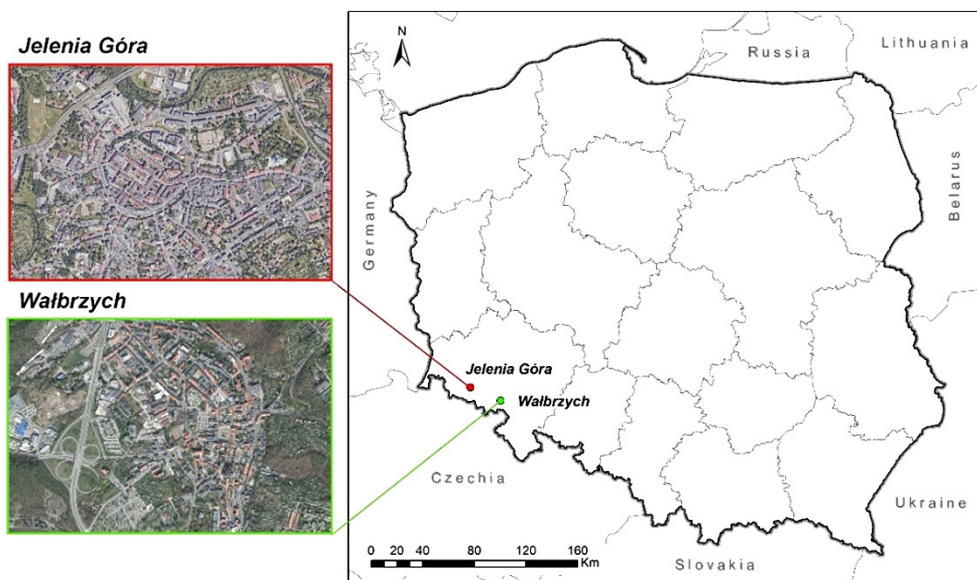 Jelenia Góra
Wałbrzych
N
Russia
Lithuania
Belarus
Germany
Jelenia Góra
Wałbrzych
Czechia
Ukraine
Slovakia
0 20 40 80 120 160
Km